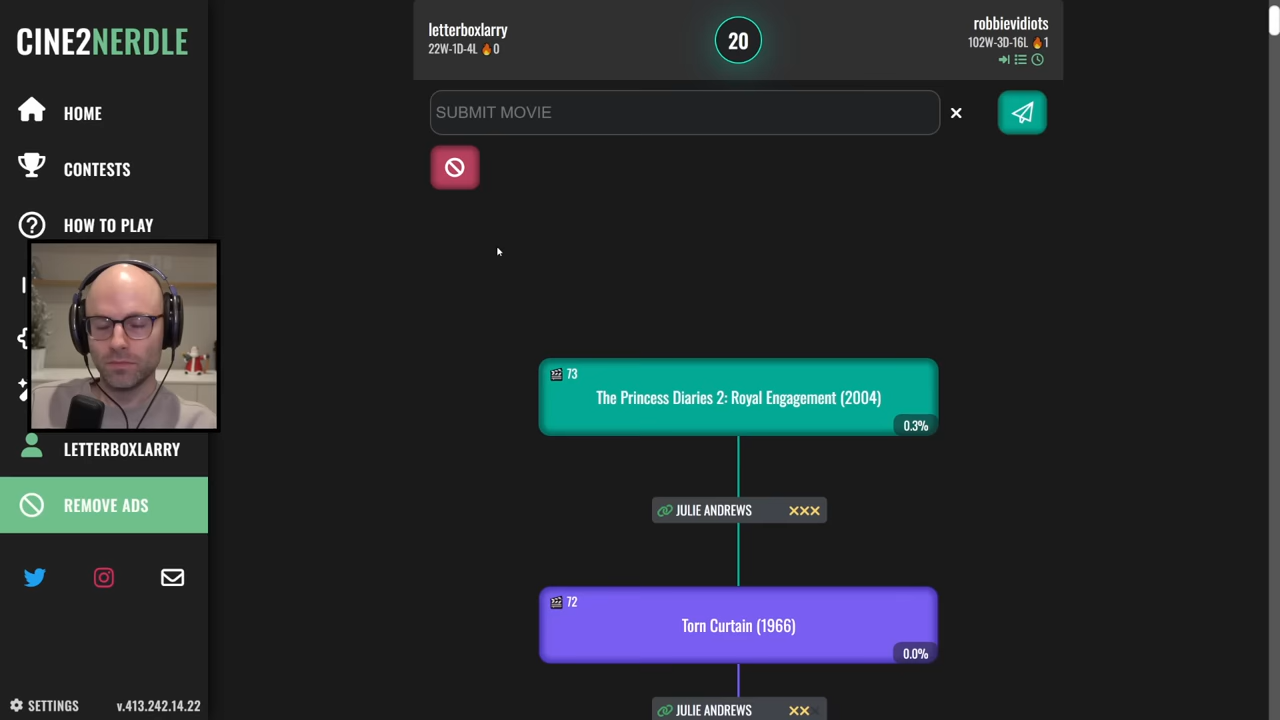 CINE2NERDLE
HOME
CONTESTS
HOW TO PLAY
LETTERBOXLARRY
REMOVE ADS
SETTINGS
v.413.242.14.22
letterboxlarry
22W-1D-4L 🔥0
20
robbievidiots
102W-3D-16L 🔥1
SUBMIT MOVIE
73
The Princess Diaries 2: Royal Engagement (2004)
0.3%
JULIE ANDREWS
72
Torn Curtain (1966)
0.0%
JULIE ANDREWS